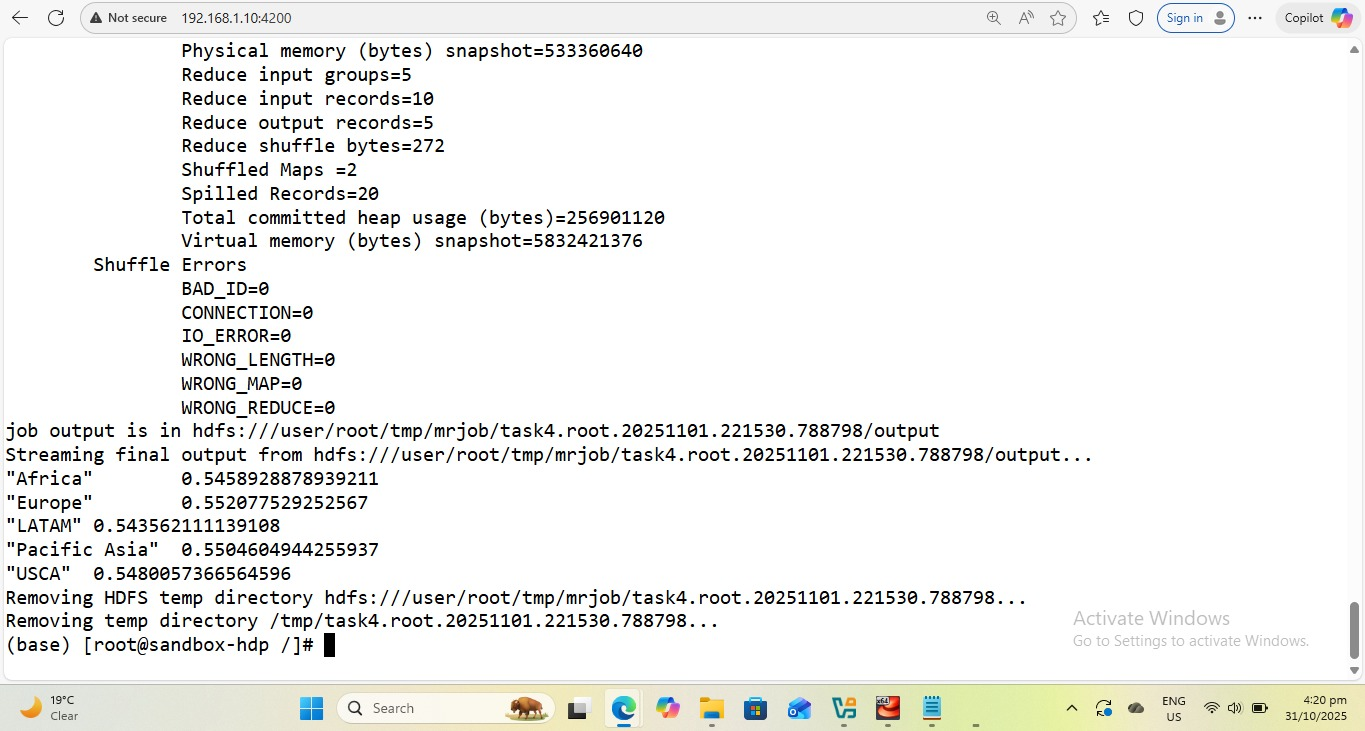 Not secure 192.168.1.10:4200 Sign in Copilot
Physical memory (bytes) snapshot=533360640
Reduce input groups=5
Reduce input records=10
Reduce output records=5
Reduce shuffle bytes=272
Shuffled Maps =2
Spilled Records=20
Total committed heap usage (bytes)=256901120
Virtual memory (bytes) snapshot=5832421376
Shuffle Errors
BAD_ID=0
CONNECTION=0
IO_ERROR=0
WRONG_LENGTH=0
WRONG_MAP=0
WRONG_REDUCE=0
job output is in hdfs:///user/root/tmp/mrjob/task4.root.20251101.221530.788798/output
Streaming final output from hdfs:///user/root/tmp/mrjob/task4.root.20251101.221530.788798/output...
"Africa" 0.5458928878939211
"Europe" 0.552077529252567
"LATAM" 0.543562111139108
"Pacific Asia" 0.5504604944255937
"USCA" 0.5480057366564596
Removing HDFS temp directory hdfs:///user/root/tmp/mrjob/task4.root.20251101.221530.788798...
Removing temp directory /tmp/task4.root.20251101.221530.788798...
(base) [root@sandbox-hdp /]#
Activate Windows
Go to Settings to activate Windows.
19°C
Clear
Search
x64
ENG
US
4:20 pm
31/10/2025